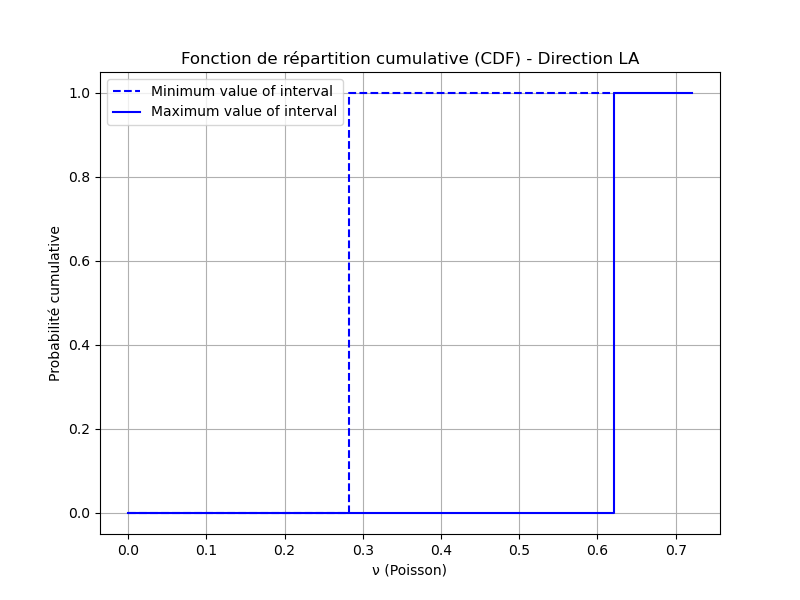 Fonction de répartition cumulative (CDF) - Direction LA
Minimum value of interval
Maximum value of interval
Probabilité cumulative
1.0
0.8
0.6
0.4
0.2
0.0
0.0 0.1 0.2 0.3 0.4 0.5 0.6 0.7
ν (Poisson)